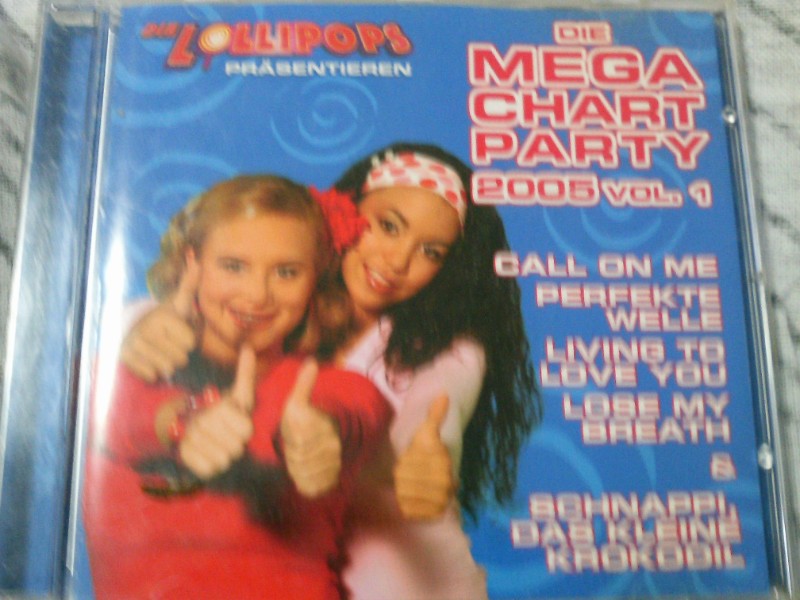 DIE LOLLIPOPS
PRÄSENTIEREN
DIE
MEGA
CHART
PARTY
2005 VOL. 1
CALL ON ME
PERFEKTE
WELLE
LIVING TO
LOVE YOU
LOSE MY
BREATH
&
SCHNAPPI,
DAS KLEINE
KROKODIL